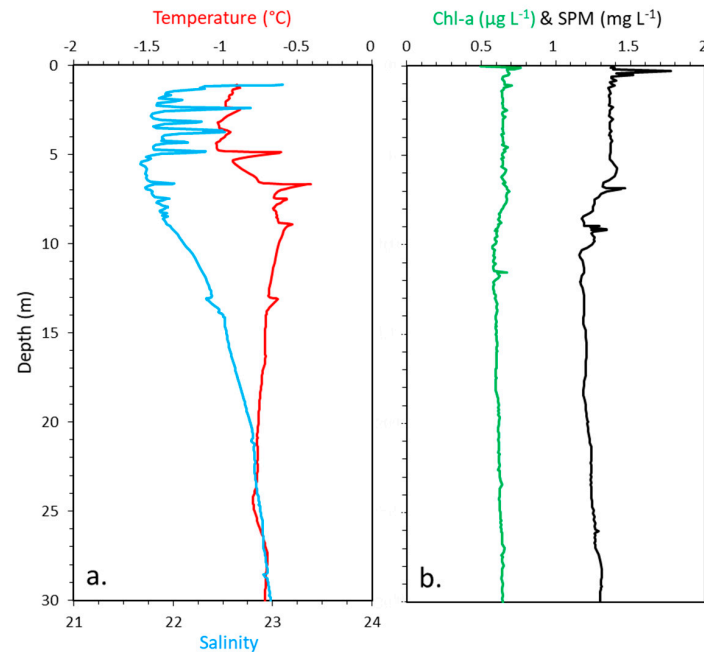 Temperature (°C)
-2 -1.5 -1 -0.5 0
Chl-a (µg L⁻¹) & SPM (mg L⁻¹)
0 0.5 1 1.5 2
0
5
10
15
20
25
30
Depth (m)
a.
b.
21 22 23 24
Salinity